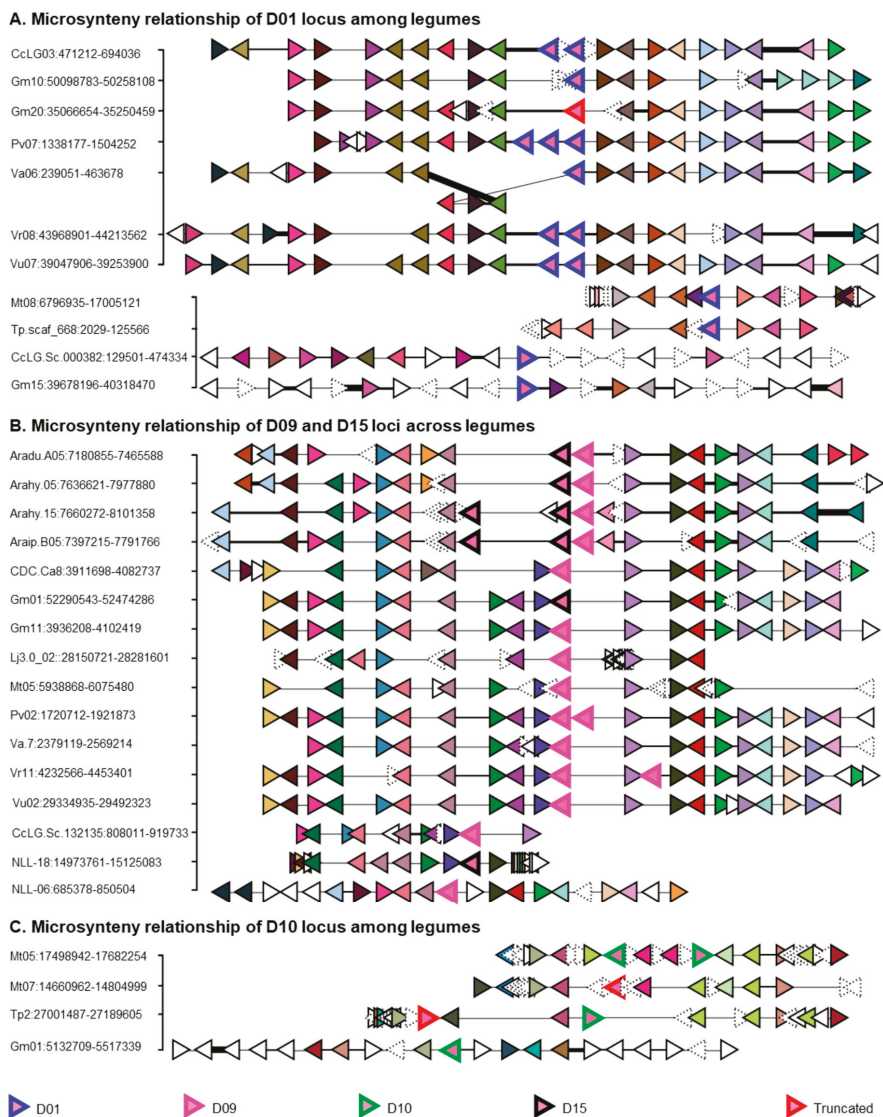 A. Microsynteny relationship of D01 locus among legumes
CcLG03:471212-694036
Gm10:50098783-50258108
Gm20:35066654-35250459
Pv07:1338177-1504252
Va06:239051-463678
Vr08:43968901-44213562
Vu07:39047906-39253900
Mt08:6796935-17005121
Tp.scaf_668:2029-125566
CcLG.Sc.000382:129501-474334
Gm15:39678196-40318470
B. Microsynteny relationship of D09 and D15 loci across legumes
Aradu.A05:7180855-7465588
Arahy.05:7636621-7977880
Arahy.15:7660272-8101358
Araip.B05:7397215-7791766
CDC.Ca8:3911698-4082737
Gm01:52290543-52474286
Gm11:3936208-4102419
Lj3.0_02::28150721-28281601
Mt05:5938868-6075480
Pv02:1720712-1921873
Va.7:2379119-2569214
Vr11:4232566-4453401
Vu02:29334935-29492323
CcLG.Sc.132135:808011-919733
NLL-18:14973761-15125083
NLL-06:685378-850504
C. Microsynteny relationship of D10 locus among legumes
Mt05:17498942-17682254
Mt07:14660962-14804999
Tp2:27001487-27189605
Gm01:5132709-5517339
D01 D09 D10 D15 Truncated